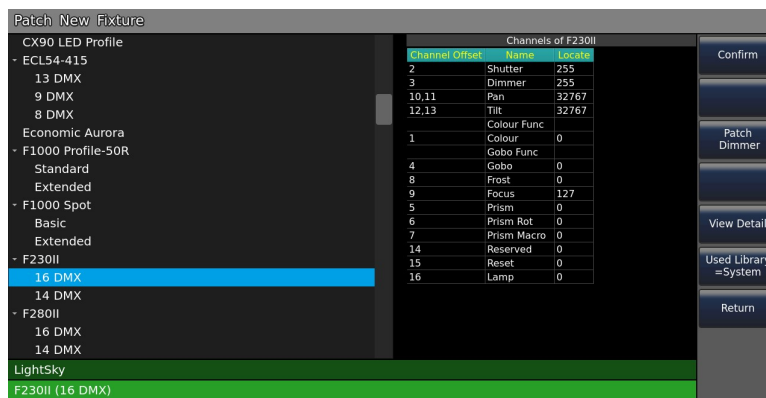 Patch New Fixture
CX90 LED Profile
ECL54-415
13 DMX
9 DMX
8 DMX
Economic Aurora
F1000 Profile-50R
Standard
Extended
F1000 Spot
Basic
Extended
F230II
16 DMX
14 DMX
F280II
16 DMX
14 DMX
LightSky
F230II (16 DMX)
Channels of F230II
Channel Offset Name Locate
2 Shutter 255
3 Dimmer 255
10,11 Pan 32767
12,13 Tilt 32767
Colour Func
1 Colour 0
Gobo Func
4 Gobo 0
8 Frost 0
9 Focus 127
5 Prism 0
6 Prism Rot 0
7 Prism Macro 0
14 Reserved 0
15 Reset 0
16 Lamp 0
Confirm
Patch
Dimmer
View Detail
Used Library
=System
Return